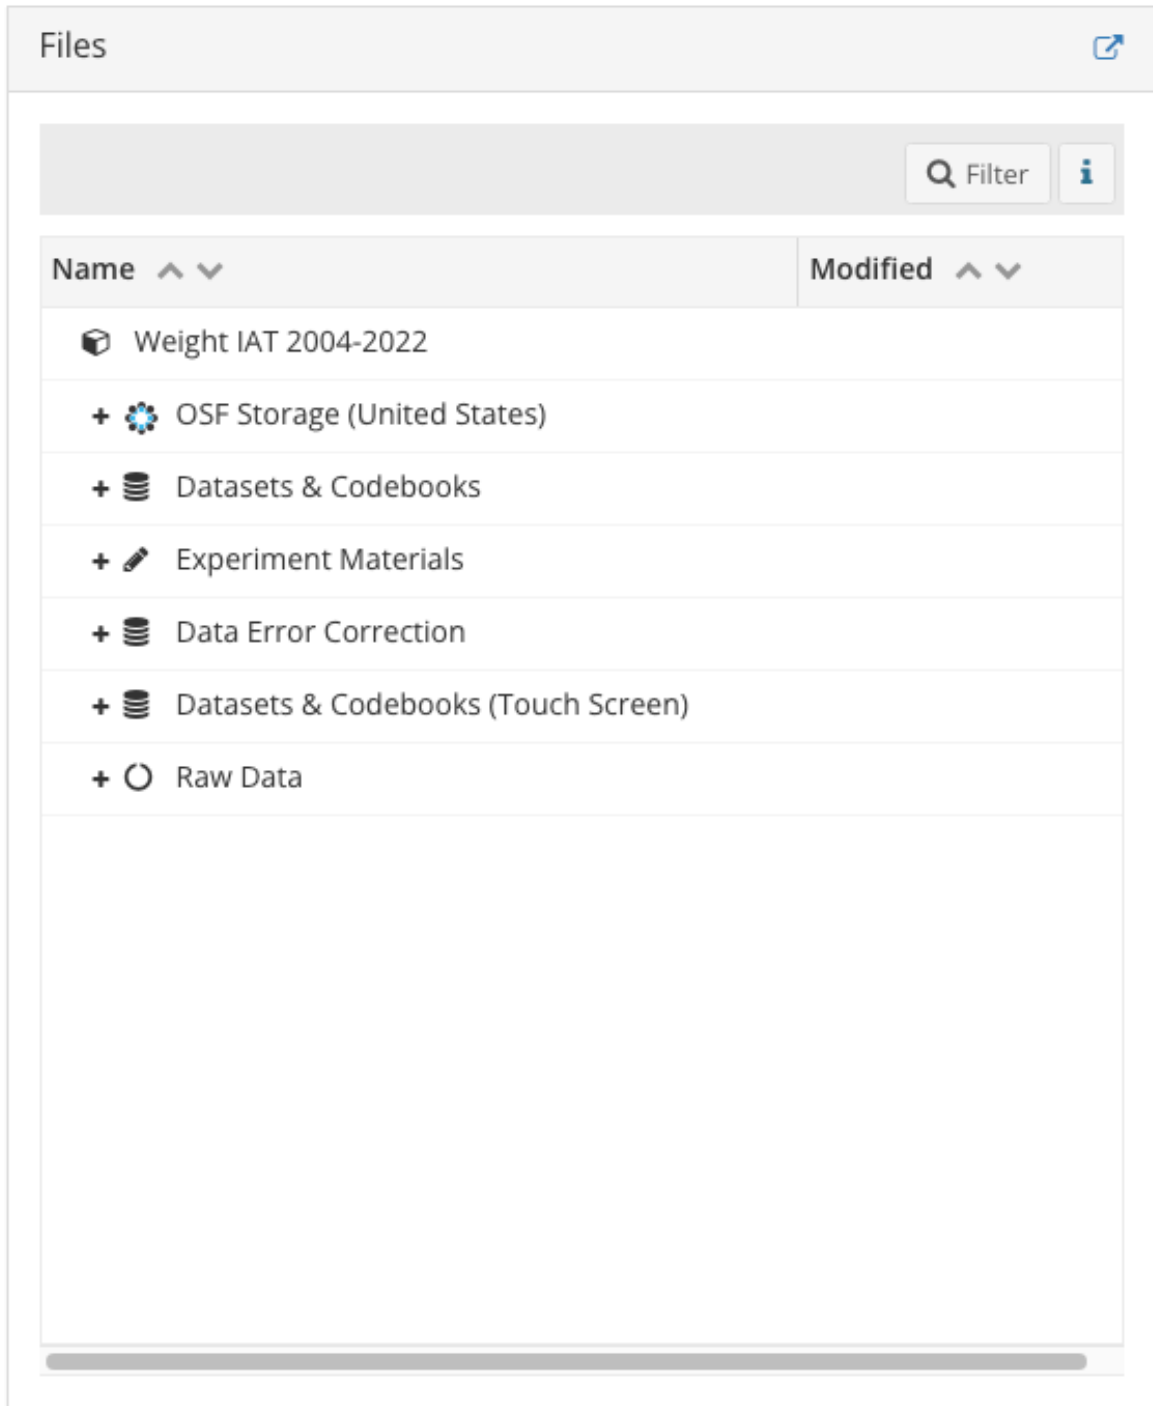 Files
Filter
Name Modified
Weight IAT 2004-2022
OSF Storage (United States)
Datasets & Codebooks
Experiment Materials
Data Error Correction
Datasets & Codebooks (Touch Screen)
Raw Data